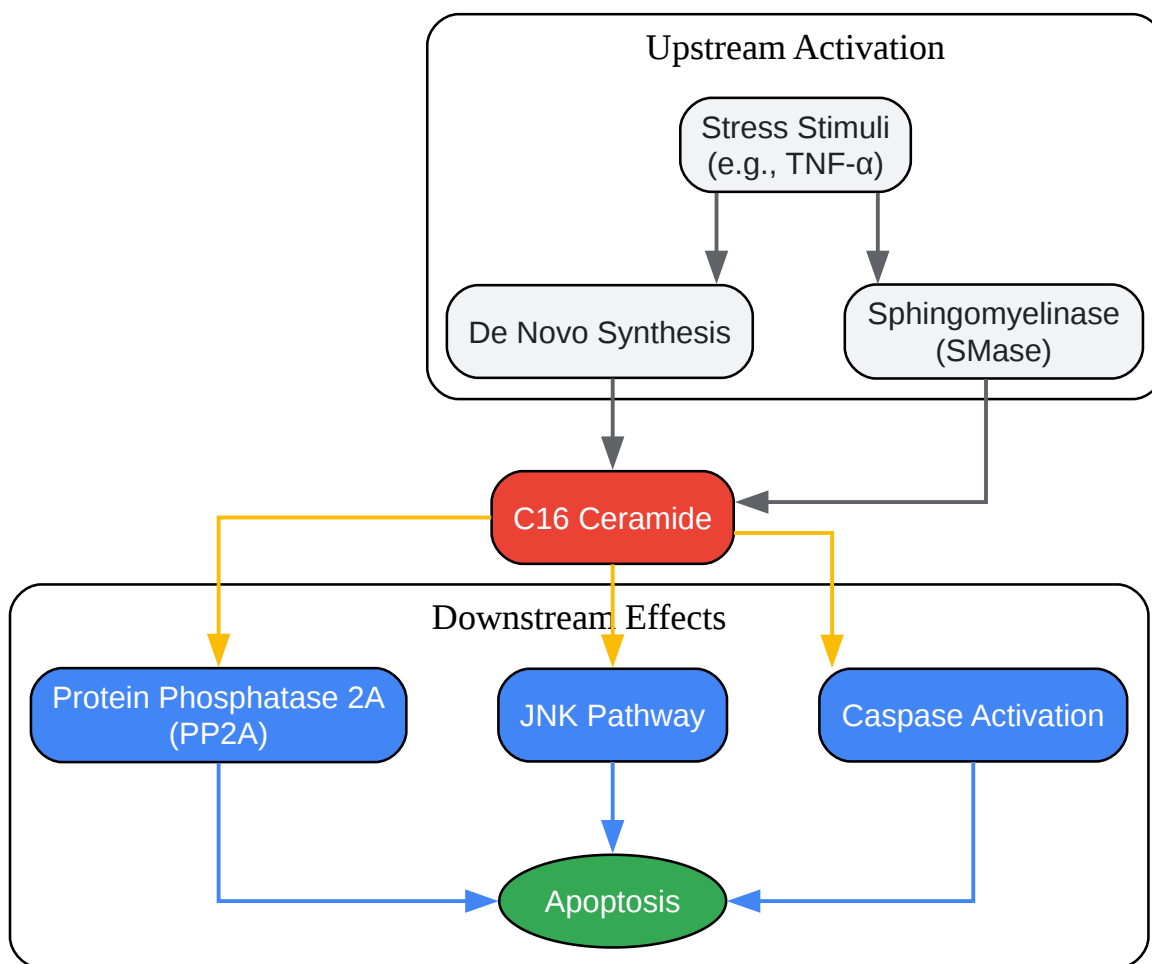 Upstream Activation
Stress Stimuli
(e.g., TNF-α)
De Novo Synthesis
Sphingomyelinase
(SMase)
C16 Ceramide
Downstream Effects
Protein Phosphatase 2A
(PP2A)
JNK Pathway
Caspase Activation
Apoptosis